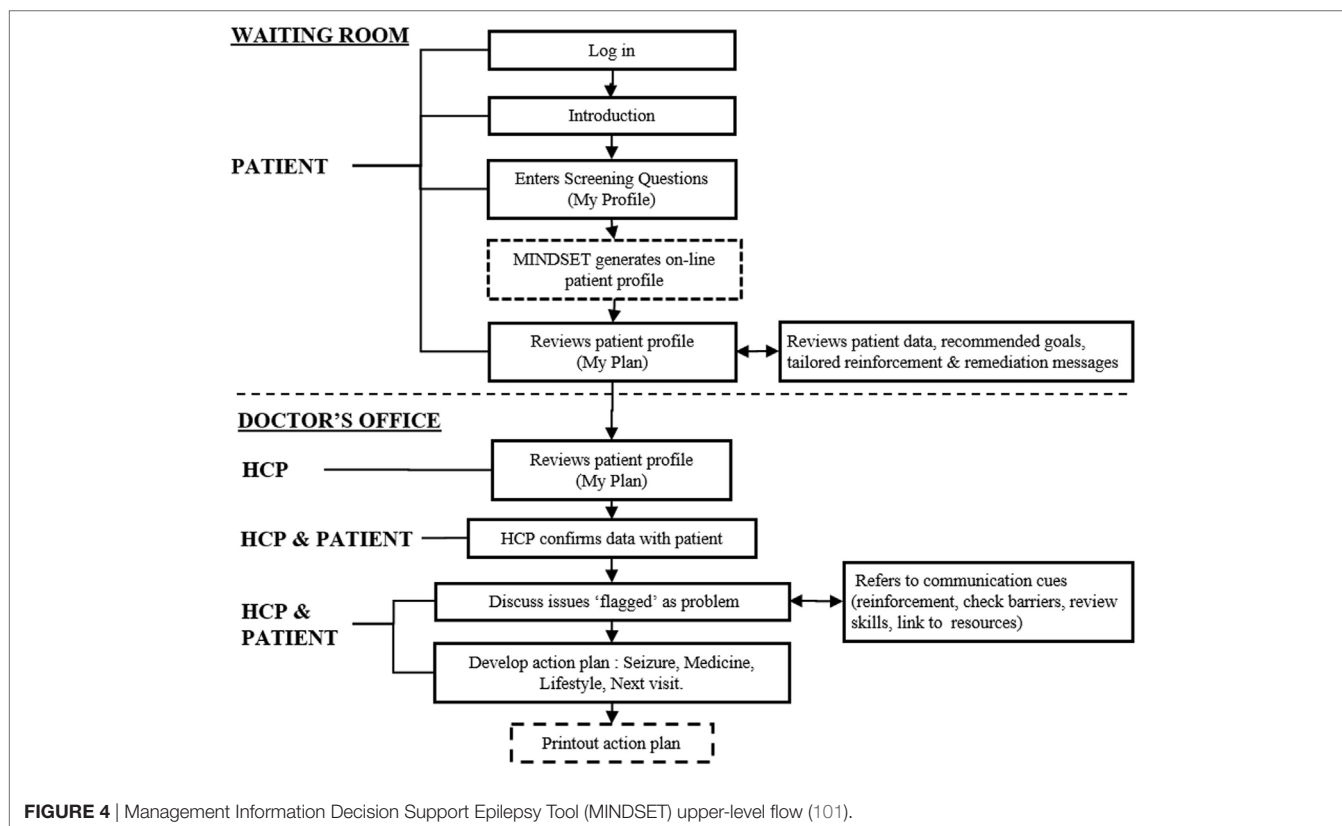 WAITING ROOM
Log in
Introduction
PATIENT
Enters Screening Questions
(My Profile)
MINDSET generates on-line
patient profile
Reviews patient profile
(My Plan)
Reviews patient data, recommended goals,
tailored reinforcement & remediation messages
DOCTOR'S OFFICE
HCP
Reviews patient profile
(My Plan)
HCP & PATIENT
HCP confirms data with patient
HCP &
PATIENT
Discuss issues 'flagged' as problem
Refers to communication cues
(reinforcement, check barriers, review
skills, link to resources)
Develop action plan : Seizure, Medicine,
Lifestyle, Next visit.
Printout action plan
FIGURE 4 | Management Information Decision Support Epilepsy Tool (MINDSET) upper-level flow (101).